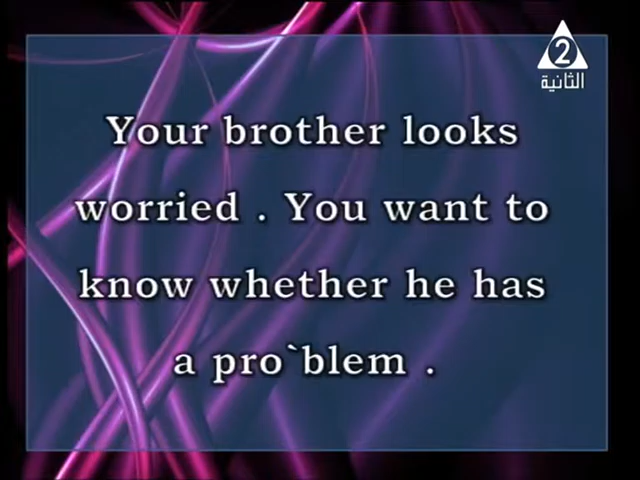 2
الثانية
Your brother looks
worried . You want to
know whether he has
a pro`blem .